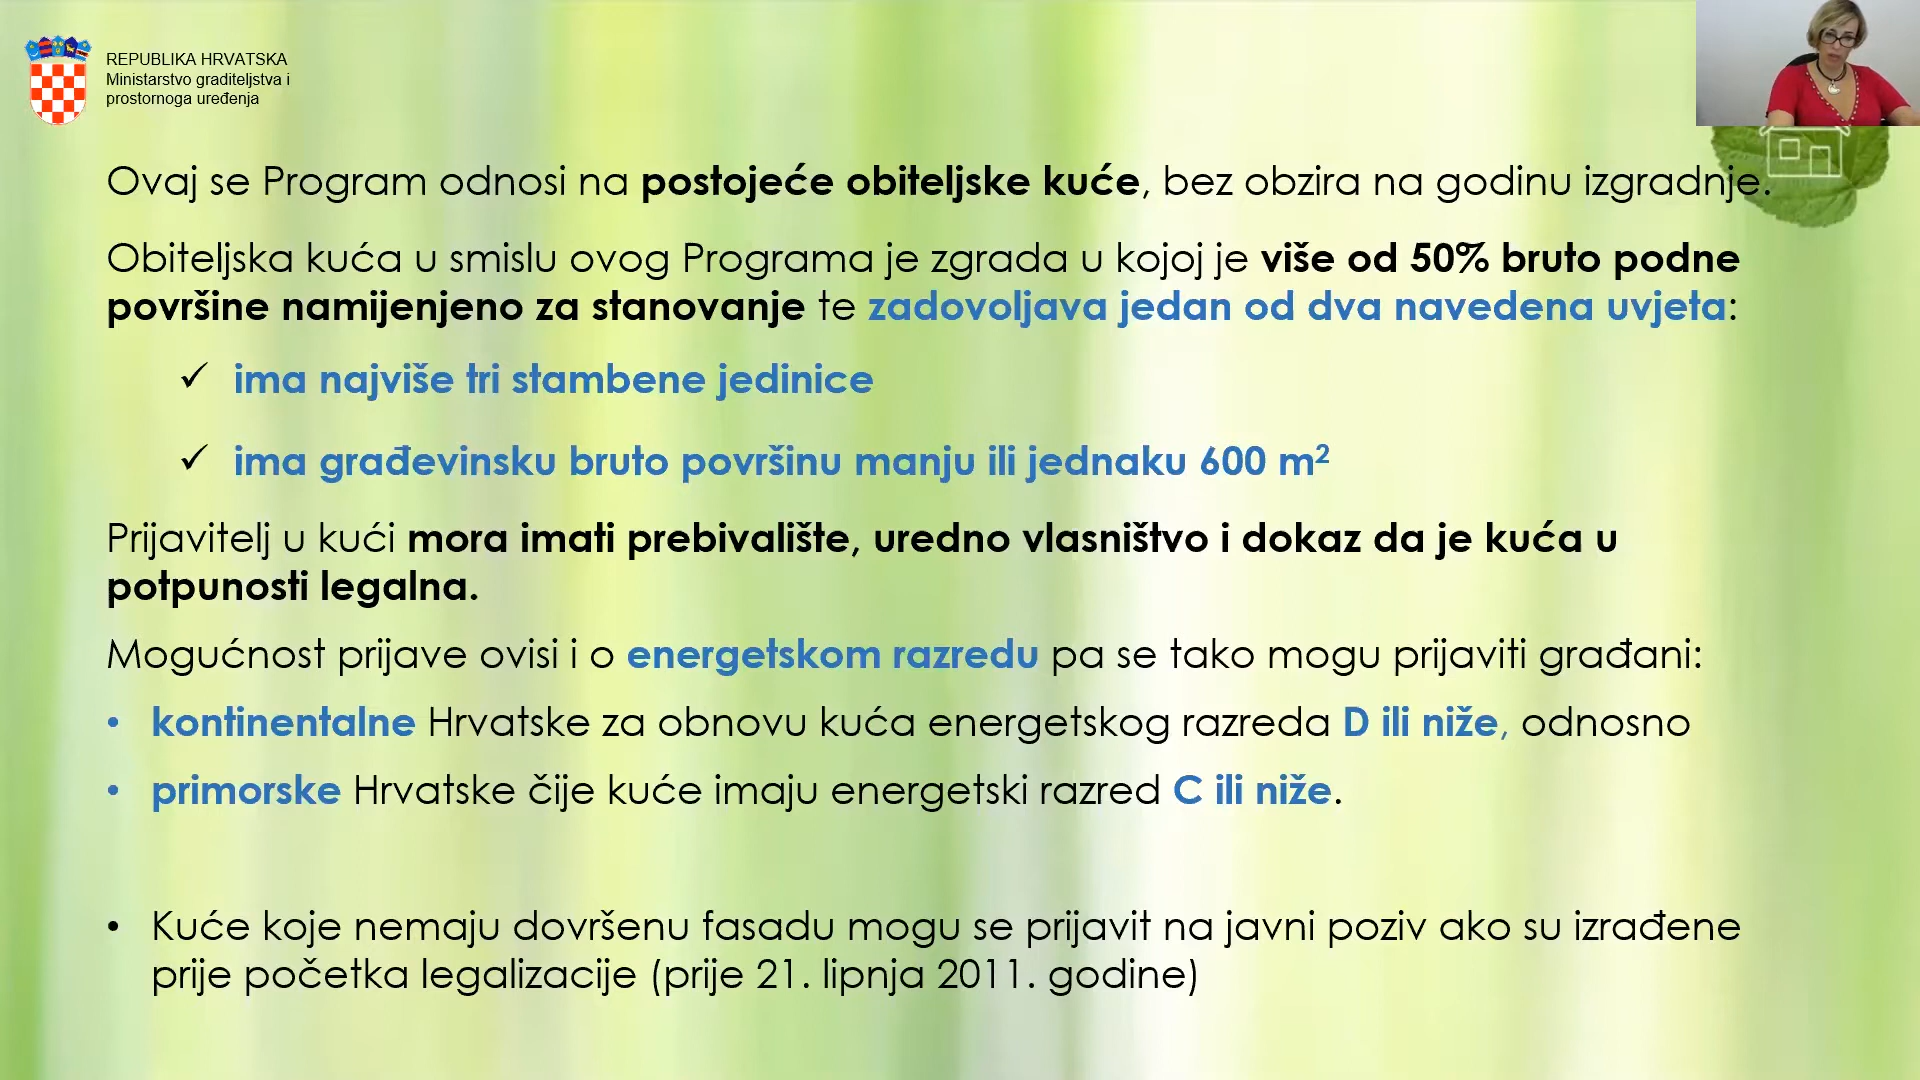 REPUBLIKA HRVATSKA
Ministarstvo graditeljstva i
prostornoga uređenja
Ovaj se Program odnosi na postojeće obiteljske kuće, bez obzira na godinu izgradnje.
Obiteljska kuća u smislu ovog Programa je zgrada u kojoj je više od 50% bruto podne
površine namijenjeno za stanovanje te zadovoljava jedan od dva navedena uvjeta:
✓ ima najviše tri stambene jedinice
✓ ima građevinsku bruto površinu manju ili jednaku 600 m²
Prijavitelj u kući mora imati prebivalište, uredno vlasništvo i dokaz da je kuća u
potpunosti legalna.
Mogućnost prijave ovisi i o energetskom razredu pa se tako mogu prijaviti građani:
• kontinentalne Hrvatske za obnovu kuća energetskog razreda D ili niže, odnosno
• primorske Hrvatske čije kuće imaju energetski razred C ili niže.
• Kuće koje nemaju dovršenu fasadu mogu se prijavit na javni poziv ako su izrađene
prije početka legalizacije (prije 21. lipnja 2011. godine)